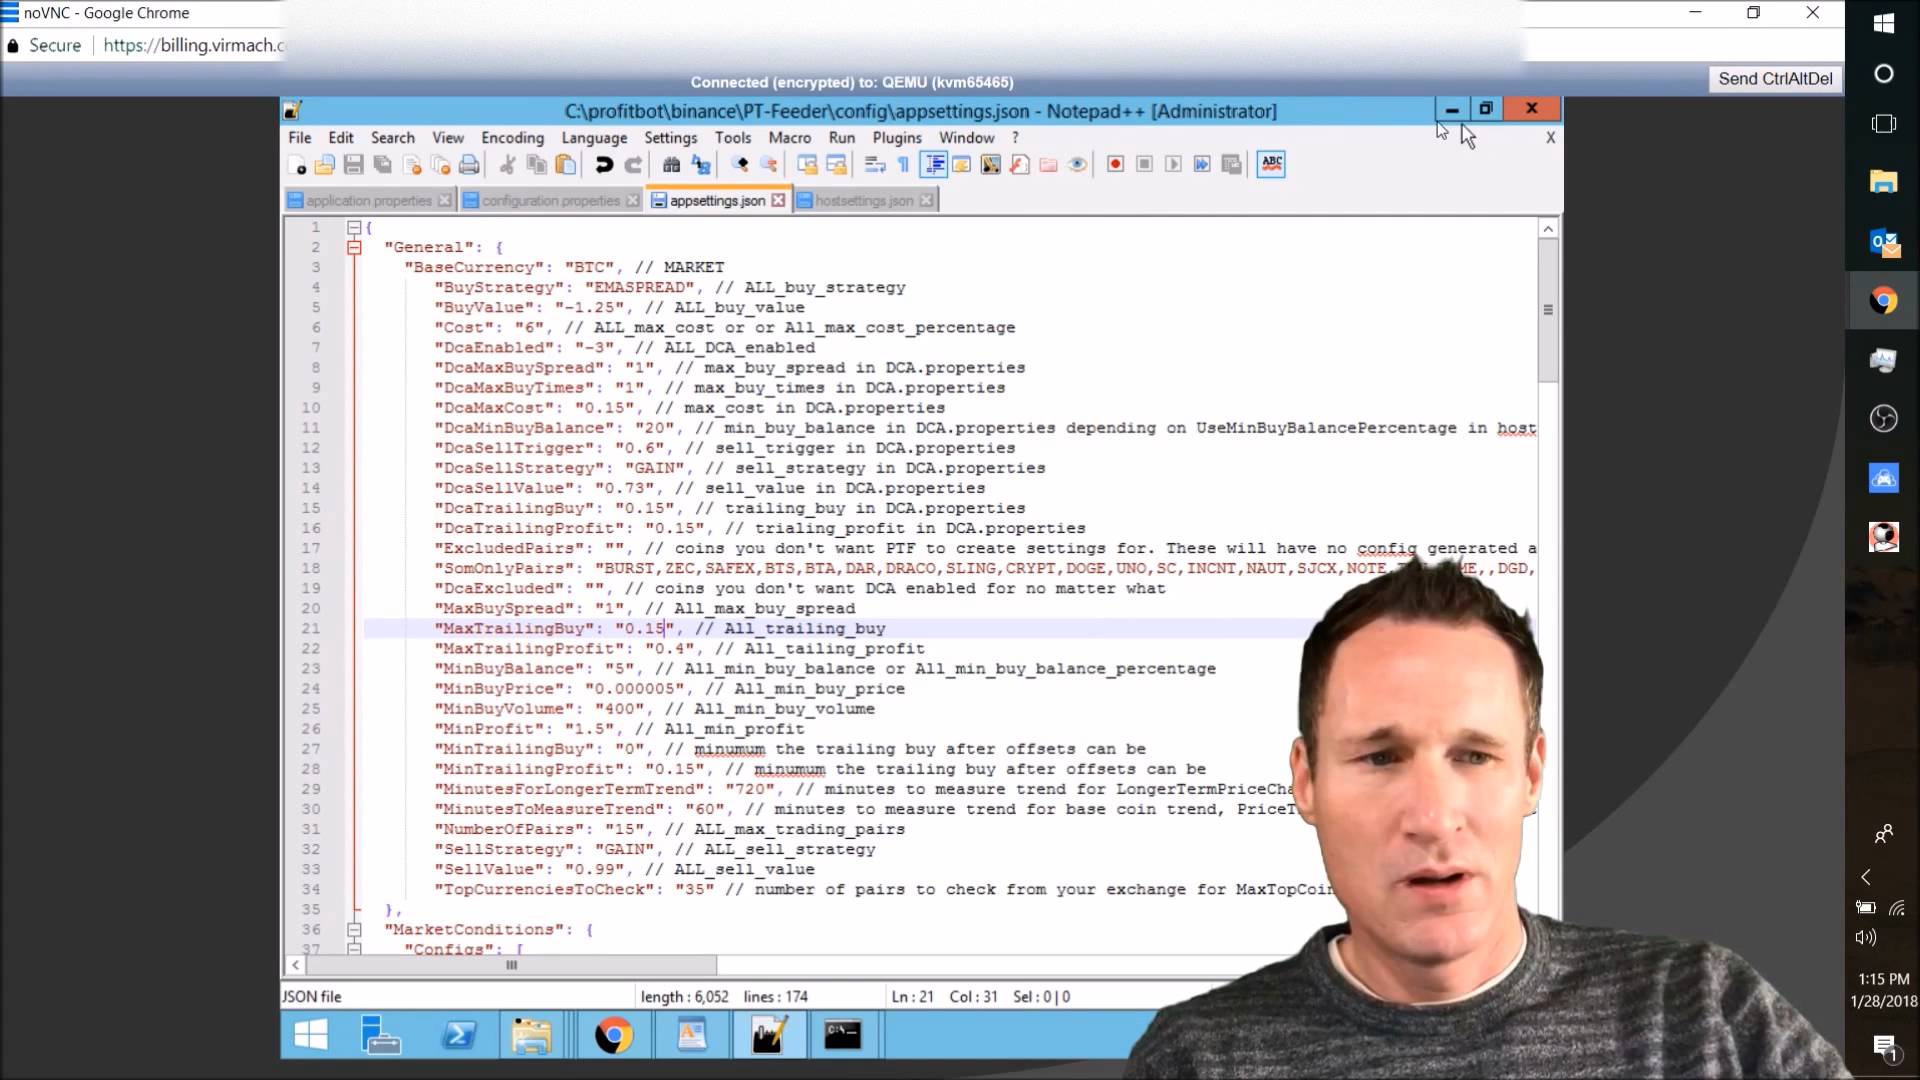 noVNC - Google Chrome
Secure https://billing.virmach.c
Connected (encrypted) to: QEMU (kvm65465)
Send CtrlAltDel
C:\profitbot\binance\PT-Feeder\config\appsettings.json - Notepad++ [Administrator]
File Edit Search View Encoding Language Settings Tools Macro Run Plugins Window ? X
ABC
application.properties configuration.properties appsettings.json hostsettings.json
1 {
2 "General": {
3 "BaseCurrency": "BTC", // MARKET
4 "BuyStrategy": "EMASPREAD", // ALL_buy_strategy
5 "BuyValue": "-1.25", // ALL_buy_value
6 "Cost": "6", // ALL_max_cost or or All_max_cost_percentage
7 "DcaEnabled": "-3", // ALL_DCA_enabled
8 "DcaMaxBuySpread": "1", // max_buy_spread in DCA.properties
9 "DcaMaxBuyTimes": "1", // max_buy_times in DCA.properties
10 "DcaMaxCost": "0.15", // max_cost in DCA.properties
11 "DcaMinBuyBalance": "20", // min_buy_balance in DCA.properties depending on UseMinBuyBalancePercentage in host
12 "DcaSellTrigger": "0.6", // sell_trigger in DCA.properties
13 "DcaSellStrategy": "GAIN", // sell_strategy in DCA.properties
14 "DcaSellValue": "0.73", // sell_value in DCA.properties
15 "DcaTrailingBuy": "0.15", // trailing_buy in DCA.properties
16 "DcaTrailingProfit": "0.15", // trialing_profit in DCA.properties
17 "ExcludedPairs": "", // coins you don't want PTF to create settings for. These will have no config generated a
18 "SomOnlyPairs": "BURST,ZEC,SAFEX,BTS,BTA,DAR,DRACO,SLING,CRYPT,DOGE,UNO,SC,INCNT,NAUT,SJCX,NOTE, ME,,DGD,
19 "DcaExcluded": "", // coins you don't want DCA enabled for no matter what
20 "MaxBuySpread": "1", // All_max_buy_spread
21 "MaxTrailingBuy": "0.15", // All_trailing_buy
22 "MaxTrailingProfit": "0.4", // All_tailing_profit
23 "MinBuyBalance": "5", // All_min_buy_balance or All_min_buy_balance_percentage
24 "MinBuyPrice": "0.000005", // All_min_buy_price
25 "MinBuyVolume": "400", // All_min_buy_volume
26 "MinProfit": "1.5", // All_min_profit
27 "MinTrailingBuy": "0", // minumum the trailing buy after offsets can be
28 "MinTrailingProfit": "0.15", // minumum the trailing buy after offsets can be
29 "MinutesForLongerTermTrend": "720", // minutes to measure trend for LongerTermPriceCha
30 "MinutesToMeasureTrend": "60", // minutes to measure trend for base coin trend, PriceT
31 "NumberOfPairs": "15", // ALL_max_trading_pairs
32 "SellStrategy": "GAIN", // ALL_sell_strategy
33 "SellValue": "0.99", // ALL_sell_value
34 "TopCurrenciesToCheck": "35" // number of pairs to check from your exchange for MaxTopCoin
35 },
36 "MarketConditions": {
37 "Configs": [
JSON file length : 6,052 lines : 174 Ln : 21 Col : 31 Sel : 0 | 0
1:15 PM
1/28/2018
1